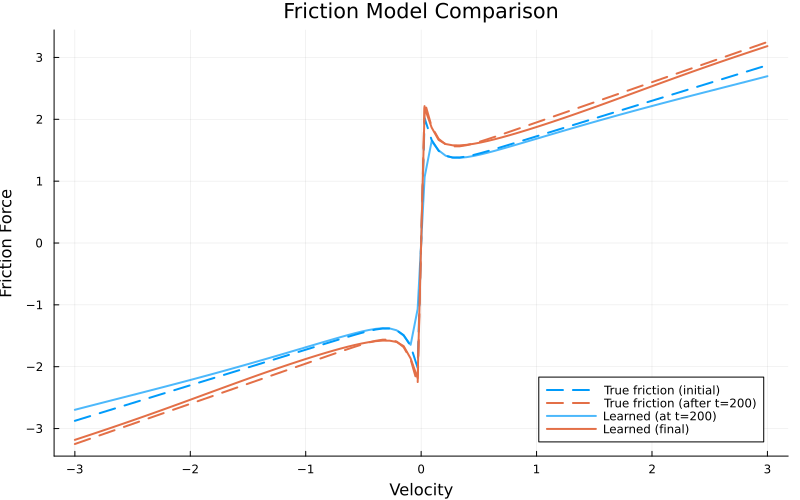 Friction Model Comparison
Friction Force
3
2
1
0
−1
−2
−3
−3
−2
−1
0
1
2
3
Velocity
True friction (initial)
True friction (after t=200)
Learned (at t=200)
Learned (final)